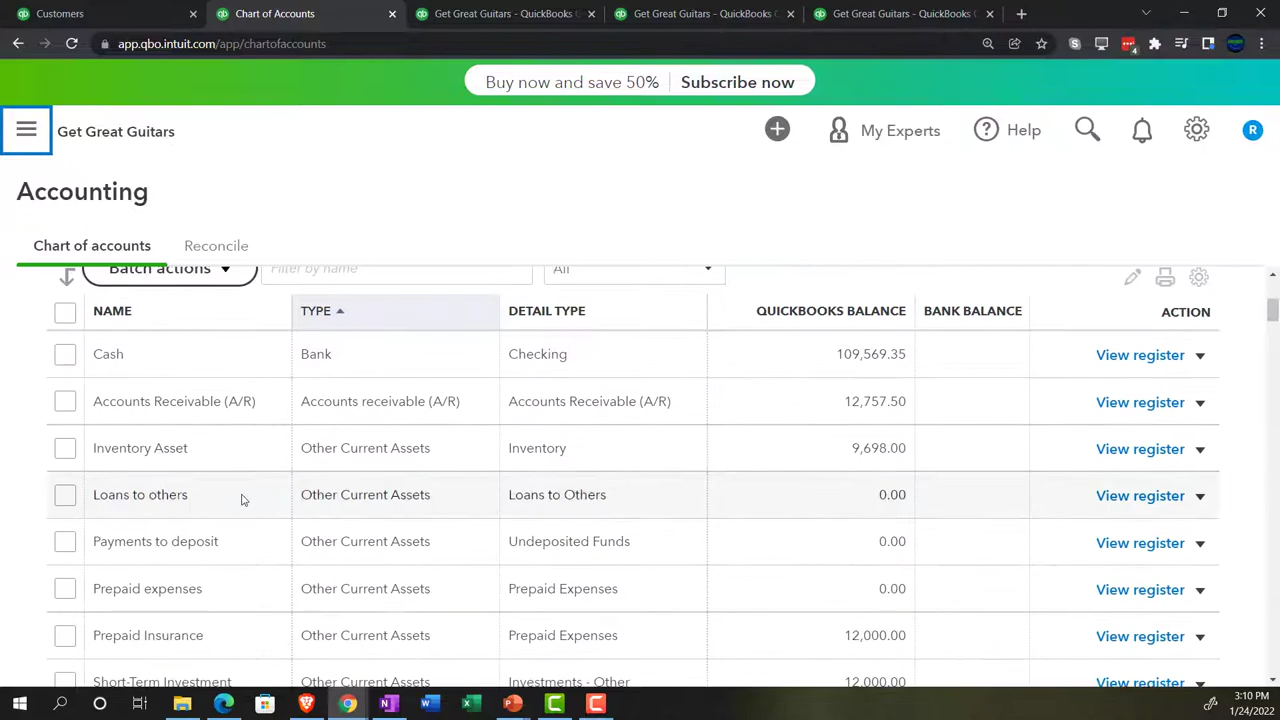 Customers
Chart of Accounts
Get Great Guitars - QuickBooks
Get Great Guitars - QuickBooks C
Get Great Guitars - QuickBooks
app.qbo.intuit.com/app/chartofaccounts
4
Buy now and save 50% Subscribe now
Get Great Guitars
My Experts
Help
R
Accounting
Chart of accounts
Reconcile
Batch actions
Filter by name
All
NAME TYPE DETAIL TYPE QUICKBOOKS BALANCE BANK BALANCE ACTION
Cash Bank Checking 109,569.35 View register
Accounts Receivable (A/R) Accounts receivable (A/R) Accounts Receivable (A/R) 12,757.50 View register
Inventory Asset Other Current Assets Inventory 9,698.00 View register
Loans to others Other Current Assets Loans to Others 0.00 View register
Payments to deposit Other Current Assets Undeposited Funds 0.00 View register
Prepaid expenses Other Current Assets Prepaid Expenses 0.00 View register
Prepaid Insurance Other Current Assets Prepaid Expenses 12,000.00 View register
Short-Term Investment Other Current Assets Investments - Other 12,000.00 View register
3:10 PM
1/24/2022